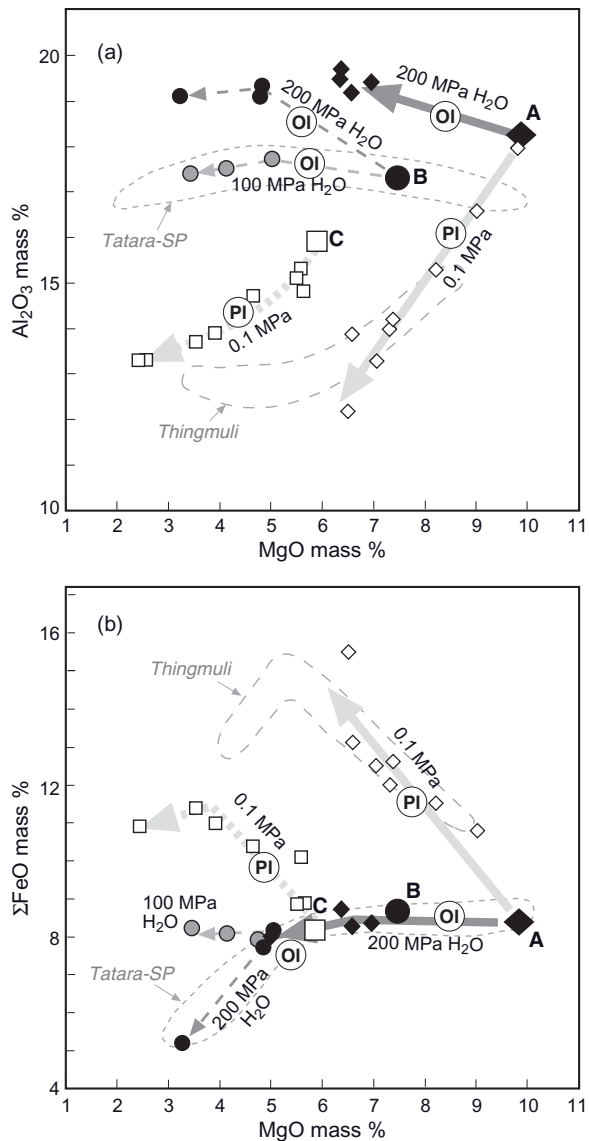 (a)
20
15
10
Al₂O₃ mass %
200 MPa H₂O
A
Ol
200 MPa H₂O
Ol
B
Ol
100 MPa H₂O
Tatara-SP
C
Pl
0.1 MPa
Pl
0.1 MPa
Thingmuli
1 2 3 4 5 6 7 8 9 10 11
MgO mass %
(b)
16
12
8
4
ΣFeO mass %
Thingmuli
0.1 MPa
Pl
0.1 MPa
Pl
B
C
Ol
100 MPa
H₂O
200 MPa H₂O
A
Ol
Tatara-SP
200 MPa
H₂O
1 2 3 4 5 6 7 8 9 10 11
MgO mass %